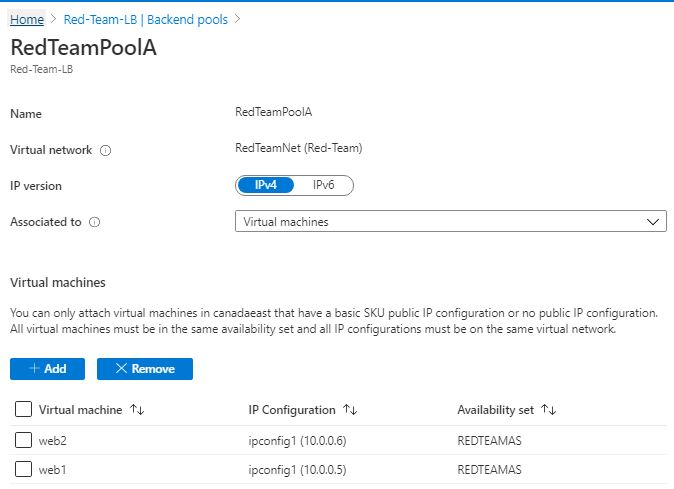 Home > Red-Team-LB | Backend pools >
RedTeamPoolA
Red-Team-LB
Name RedTeamPoolA
Virtual network RedTeamNet (Red-Team)
IP version IPv4 IPv6
Associated to Virtual machines
Virtual machines
You can only attach virtual machines in canadaeast that have a basic SKU public IP configuration or no public IP configuration.
All virtual machines must be in the same availability set and all IP configurations must be on the same virtual network.
+ Add × Remove
Virtual machine ↑↓ IP Configuration ↑↓ Availability set ↑↓
web2 ipconfig1 (10.0.0.6) REDTEAMAS
web1 ipconfig1 (10.0.0.5) REDTEAMAS